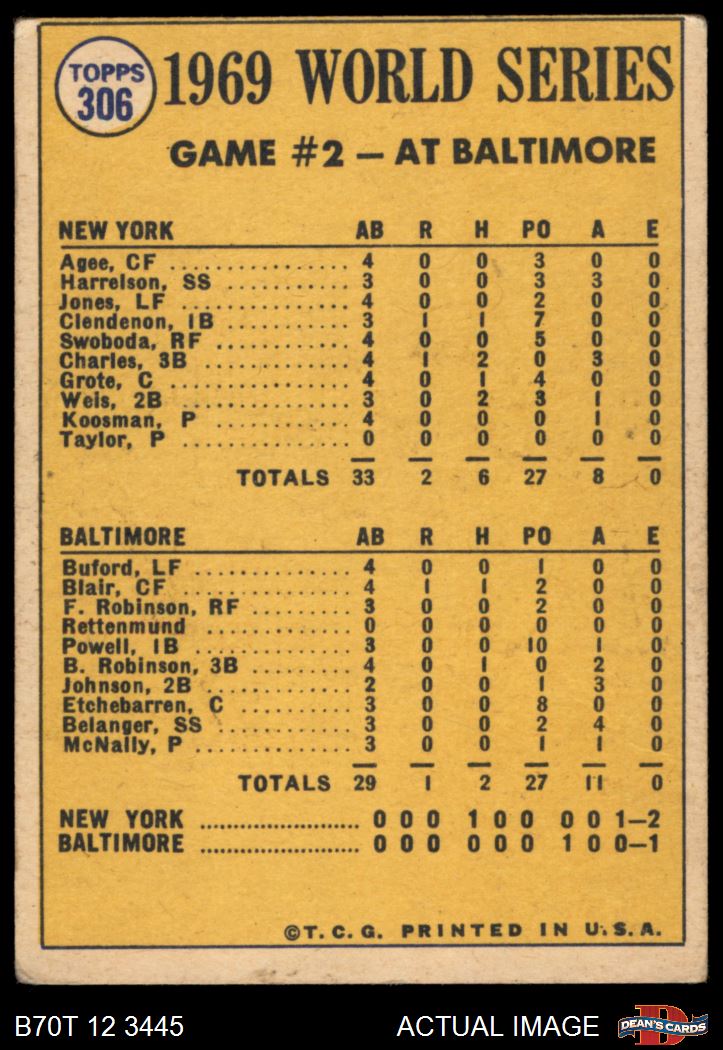 TOPPS
306
1969 WORLD SERIES
GAME #2 — AT BALTIMORE
NEW YORK AB R H PO A E
Agee, CF ................ 4 0 0 3 0 0
Harrelson, SS ............ 3 0 0 3 3 0
Jones, LF ............... 4 0 0 2 0 0
Clendenon, 1B ........... 3 1 1 7 0 0
Swoboda, RF ............ 4 0 0 5 0 0
Charles, 3B ............. 4 1 2 0 3 0
Grote, C ................ 4 0 1 4 0 0
Weis, 2B ............... 3 0 2 3 1 0
Koosman, P ............. 4 0 0 0 1 0
Taylor, P ............... 0 0 0 0 0 0
TOTALS 33 2 6 27 8 0
BALTIMORE AB R H PO A E
Buford, LF .............. 4 0 0 1 0 0
Blair, CF ................ 4 1 1 2 0 0
F. Robinson, RF ......... 3 0 0 2 0 0
Rettenmund ............. 0 0 0 0 0 0
Powell, 1B .............. 3 0 0 10 1 0
B. Robinson, 3B ......... 4 0 1 0 2 0
Johnson, 2B ............. 2 0 0 1 3 0
Etchebarren, C .......... 3 0 0 8 0 0
Belanger, SS ............ 3 0 0 2 4 0
McNally, P .............. 3 0 0 1 1 0
TOTALS 29 1 2 27 11 0
NEW YORK ........................ 0 0 0 1 0 0 0 0 1—2
BALTIMORE ........................ 0 0 0 0 0 0 1 0 0—1
©T. C. G. PRINTED IN U. S. A.
B70T 12 3445 ACTUAL IMAGE
D
DEAN'S CARDS